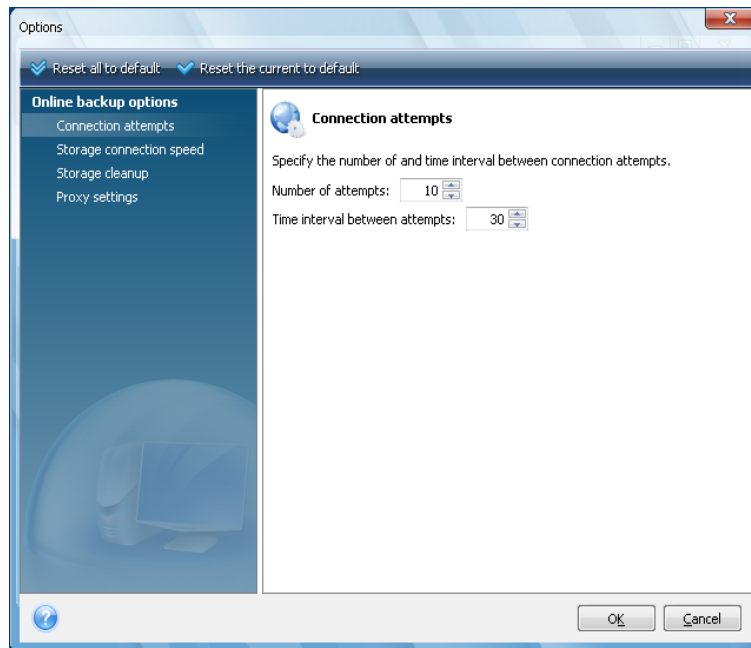 Options
Reset all to default Reset the current to default
Online backup options
Connection attempts
Storage connection speed
Storage cleanup
Proxy settings
Connection attempts
Specify the number of and time interval between connection attempts.
Number of attempts: 10
Time interval between attempts: 30
OK Cancel